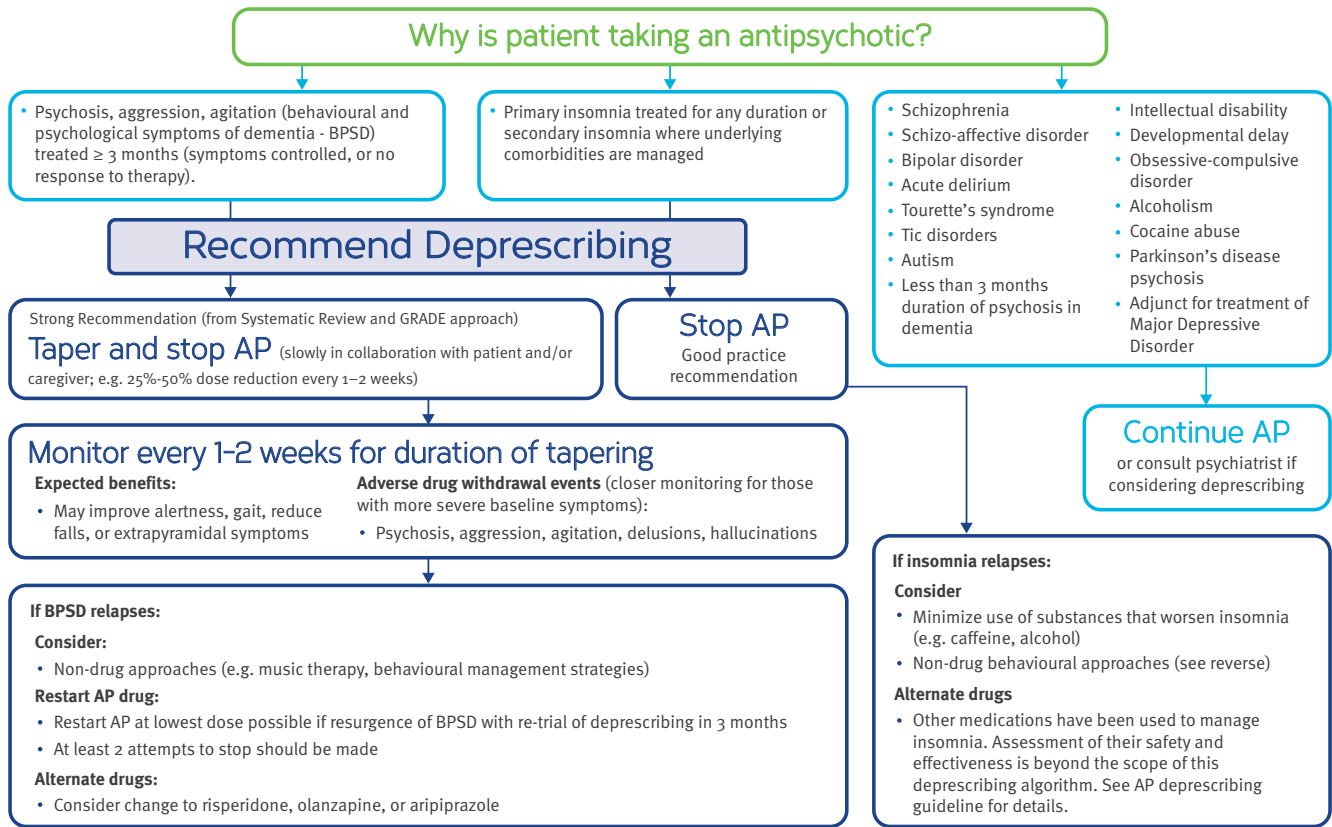 Why is patient taking an antipsychotic?
• Psychosis, aggression, agitation (behavioural and
psychological symptoms of dementia - BPSD)
treated ≥ 3 months (symptoms controlled, or no
response to therapy).
• Primary insomnia treated for any duration or
secondary insomnia where underlying
comorbidities are managed
• Schizophrenia
• Schizo-affective disorder
• Bipolar disorder
• Acute delirium
• Tourette’s syndrome
• Tic disorders
• Autism
• Less than 3 months
duration of psychosis in
dementia
• Intellectual disability
• Developmental delay
• Obsessive-compulsive
disorder
• Alcoholism
• Cocaine abuse
• Parkinson’s disease
psychosis
• Adjunct for treatment of
Major Depressive
Disorder
Recommend Deprescribing
Strong Recommendation (from Systematic Review and GRADE approach)
Taper and stop AP (slowly in collaboration with patient and/or
caregiver; e.g. 25%-50% dose reduction every 1–2 weeks)
Stop AP
Good practice
recommendation
Continue AP
or consult psychiatrist if
considering deprescribing
Monitor every 1-2 weeks for duration of tapering
Expected benefits:
• May improve alertness, gait, reduce
falls, or extrapyramidal symptoms
Adverse drug withdrawal events (closer monitoring for those
with more severe baseline symptoms):
• Psychosis, aggression, agitation, delusions, hallucinations
If BPSD relapses:
Consider:
• Non-drug approaches (e.g. music therapy, behavioural management strategies)
Restart AP drug:
• Restart AP at lowest dose possible if resurgence of BPSD with re-trial of deprescribing in 3 months
• At least 2 attempts to stop should be made
Alternate drugs:
• Consider change to risperidone, olanzapine, or aripiprazole
If insomnia relapses:
Consider
• Minimize use of substances that worsen insomnia
(e.g. caffeine, alcohol)
• Non-drug behavioural approaches (see reverse)
Alternate drugs
• Other medications have been used to manage
insomnia. Assessment of their safety and
effectiveness is beyond the scope of this
deprescribing algorithm. See AP deprescribing
guideline for details.